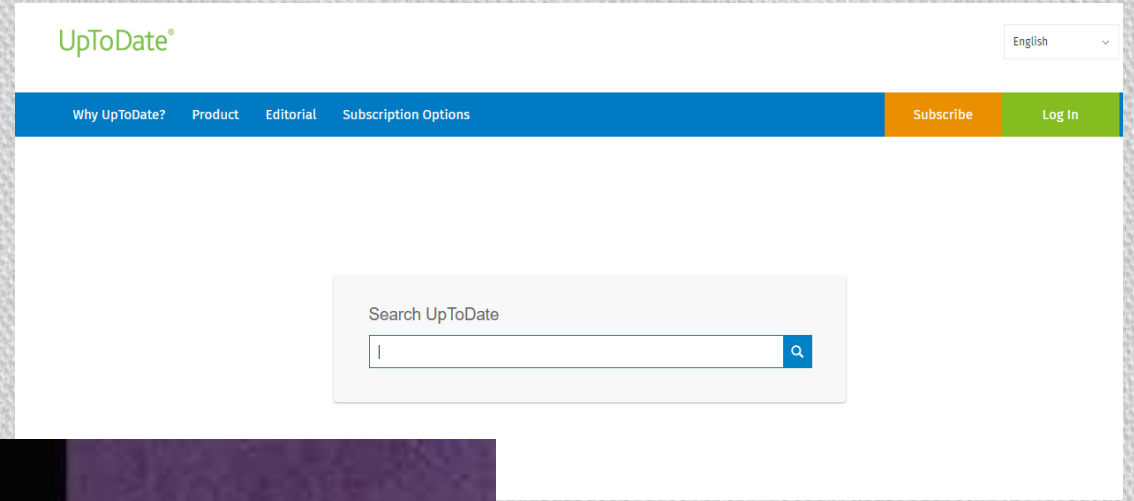 UpToDate®
English
Why UpToDate? Product Editorial Subscription Options Subscribe Log In
Search UpToDate